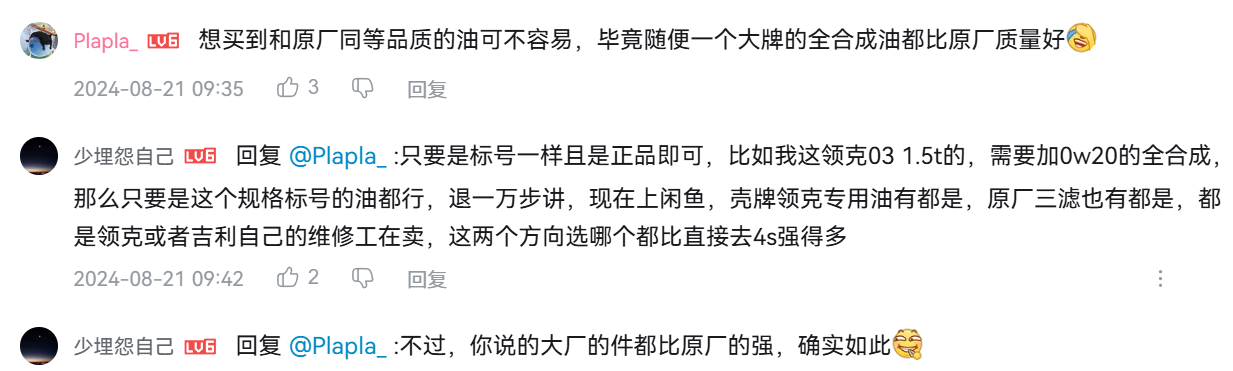 Plapla_ LV6 想买到和原厂同等品质的油可不容易，毕竟随便一个大牌的全合成油都比原厂质量好
2024-08-21 09:35 3 回复
少埋怨自己 LV6 回复 @Plapla_ :只要是标号一样且是正品即可，比如我这领克03 1.5t的，需要加0w20的全合成，
那么只要是这个规格标号的油都行，退一万步讲，现在上闲鱼，壳牌领克专用油有都是，原厂三滤也有都是，都
是领克或者吉利自己的维修工在卖，这两个方向选哪个都比直接去4s强得多
2024-08-21 09:42 2 回复
少埋怨自己 LV6 回复 @Plapla_ :不过，你说的大厂的件都比原厂的强，确实如此